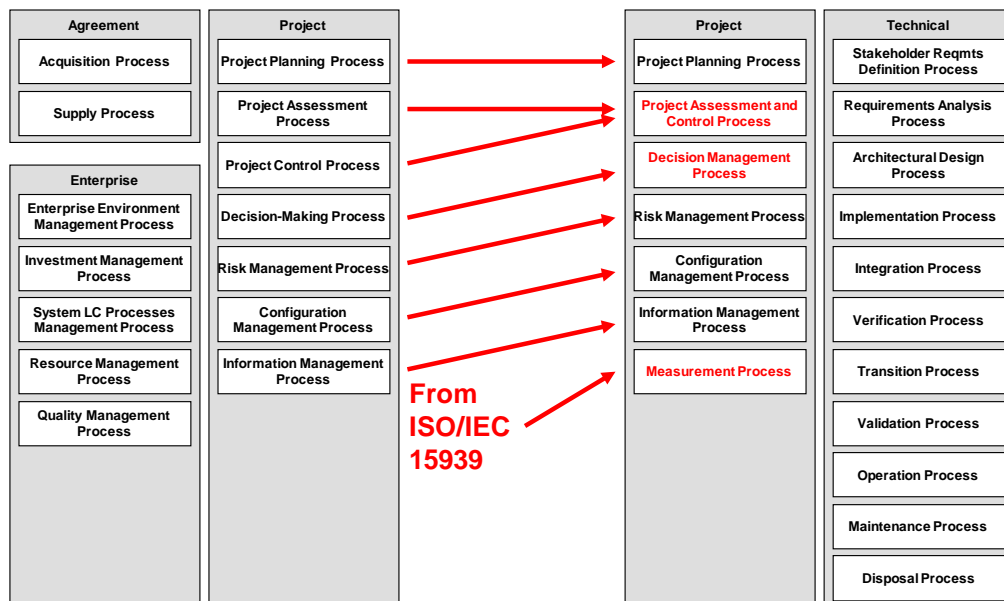 Agreement
Acquisition Process
Supply Process
Enterprise
Enterprise Environment
Management Process
Investment Management
Process
System LC Processes
Management Process
Resource Management
Process
Quality Management
Process
Project
Project Planning Process
Project Assessment
Process
Project Control Process
Decision-Making Process
Risk Management Process
Configuration
Management Process
Information Management
Process
From
ISO/IEC
15939
Project
Project Planning Process
Project Assessment and
Control Process
Decision Management
Process
Risk Management Process
Configuration
Management Process
Information Management
Process
Measurement Process
Technical
Stakeholder Reqmts
Definition Process
Requirements Analysis
Process
Architectural Design
Process
Implementation Process
Integration Process
Verification Process
Transition Process
Validation Process
Operation Process
Maintenance Process
Disposal Process